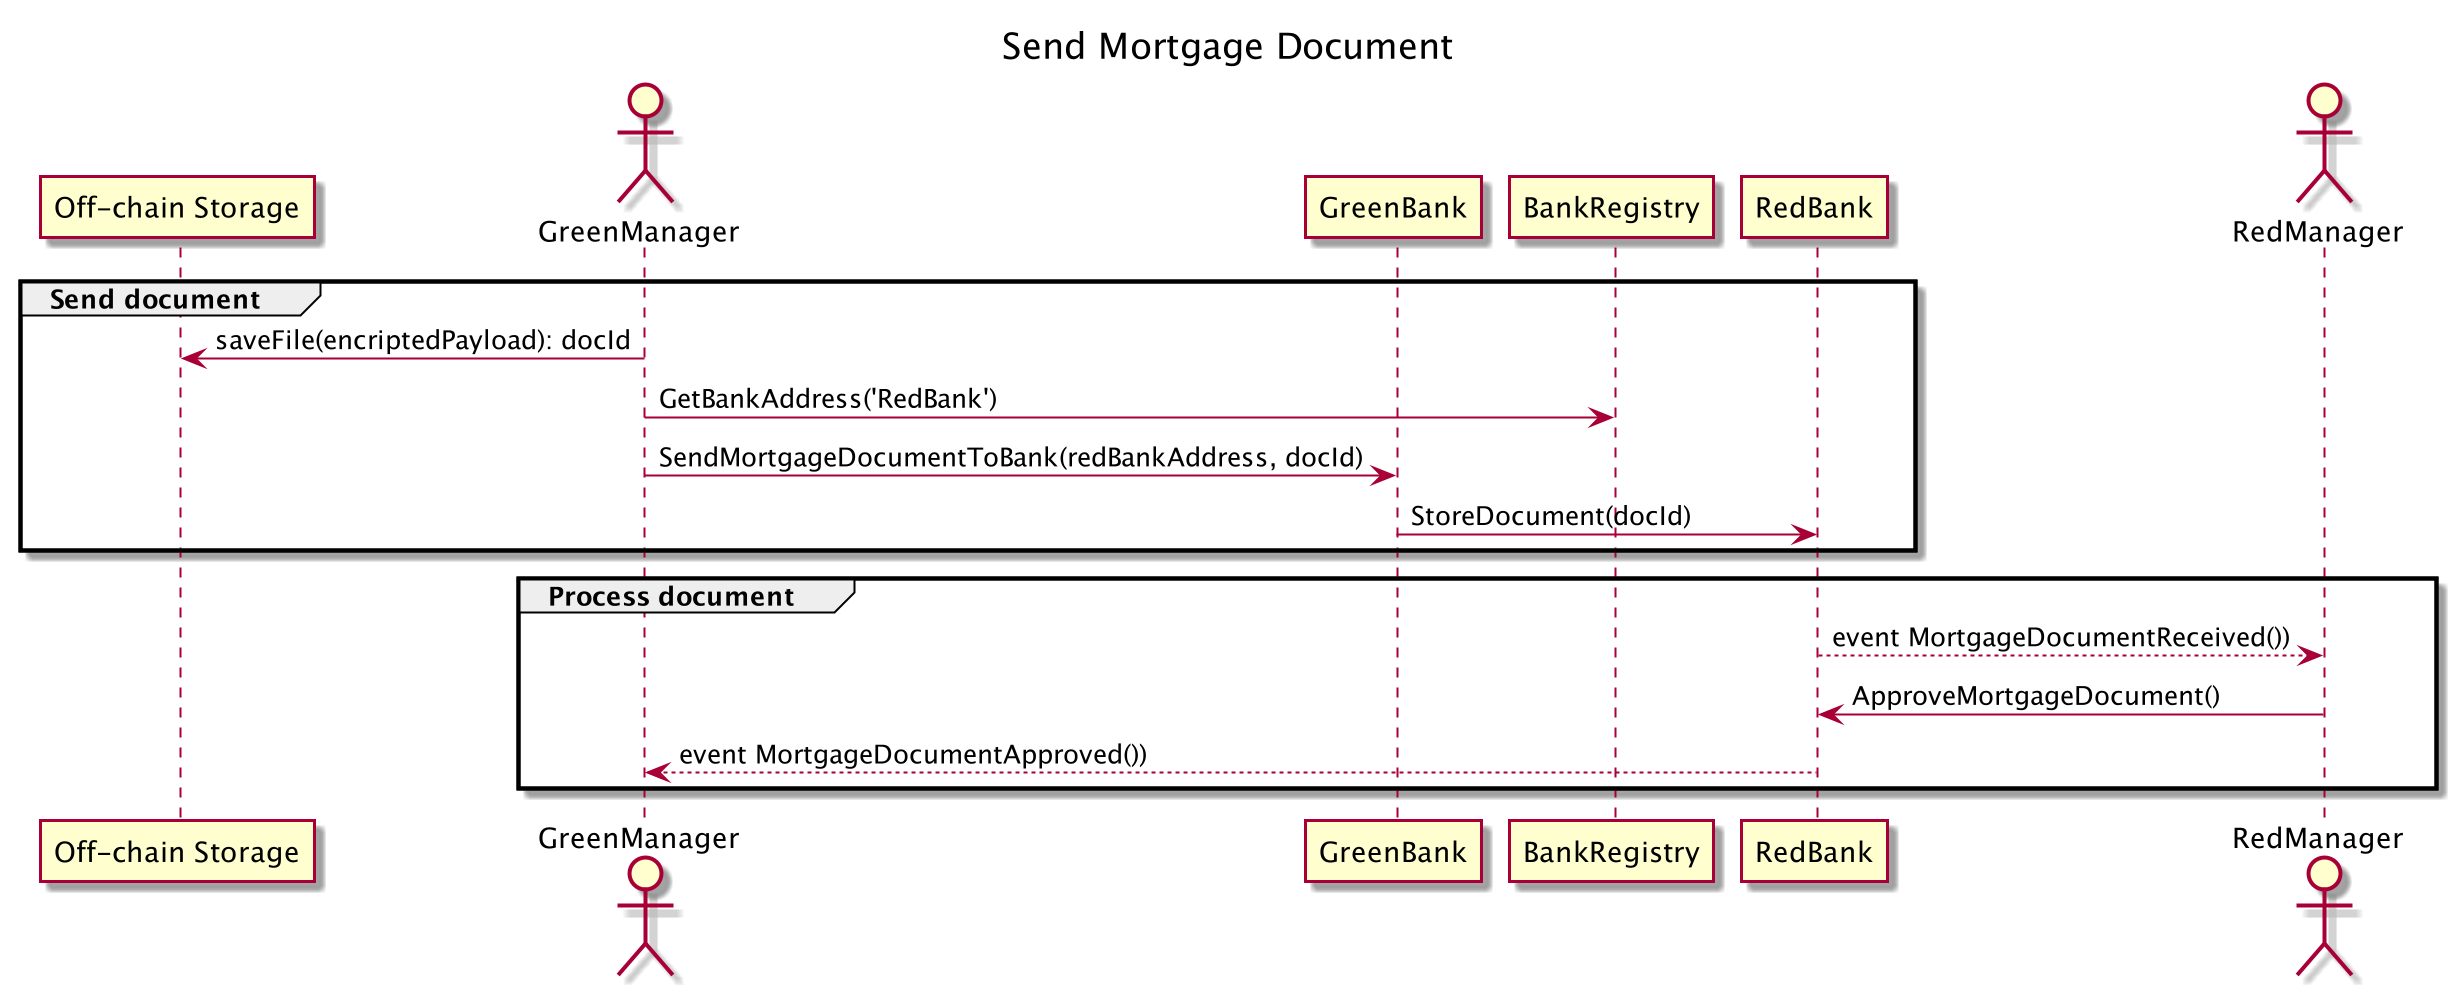 Send Mortgage Document
Off-chain Storage
GreenManager
GreenBank
BankRegistry
RedBank
RedManager
Send document
saveFile(encriptedPayload): docId
GetBankAddress('RedBank')
SendMortgageDocumentToBank(redBankAddress, docId)
StoreDocument(docId)
Process document
event MortgageDocumentReceived())
ApproveMortgageDocument()
event MortgageDocumentApproved())
Off-chain Storage
GreenManager
GreenBank
BankRegistry
RedBank
RedManager